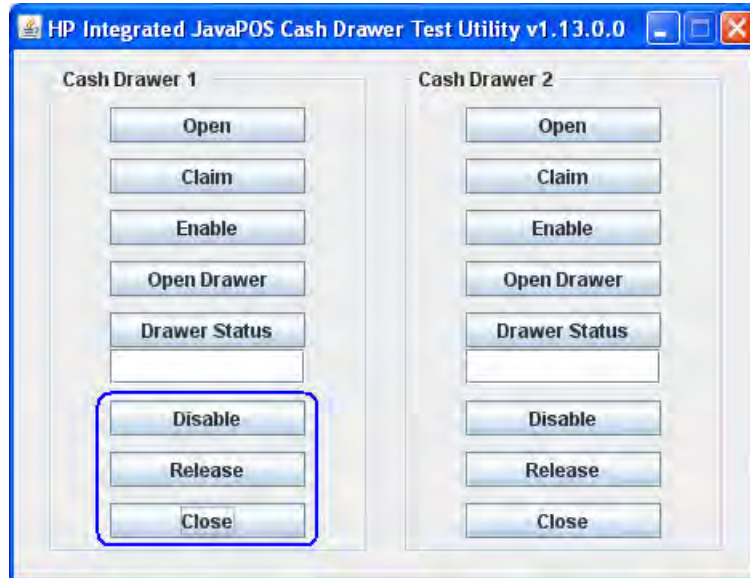 HP Integrated JavaPOS Cash Drawer Test Utility v1.13.0.0
Cash Drawer 1
Open
Claim
Enable
Open Drawer
Drawer Status
Disable
Release
Close
Cash Drawer 2
Open
Claim
Enable
Open Drawer
Drawer Status
Disable
Release
Close